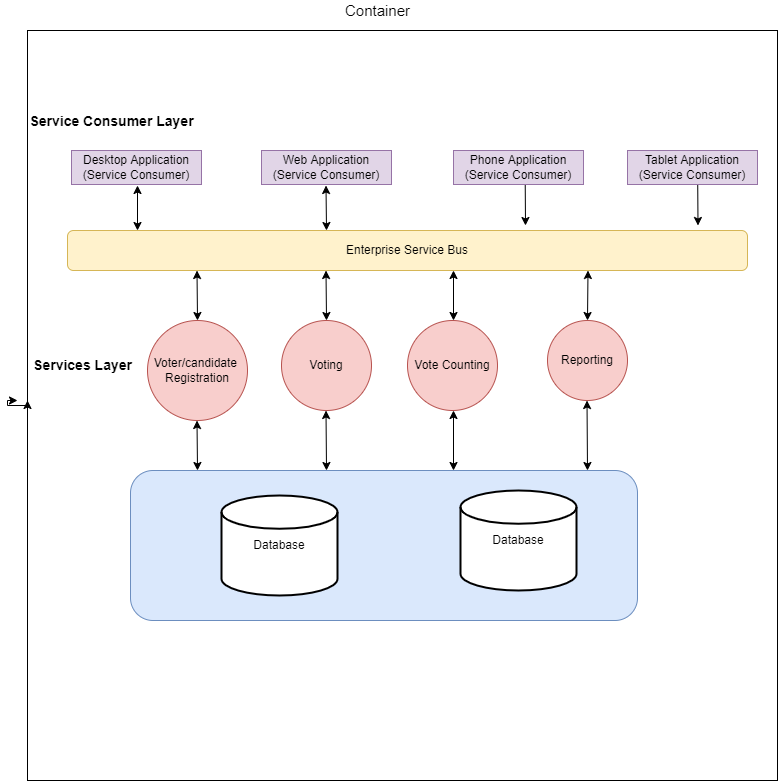 Container
Service Consumer Layer
Desktop Application
(Service Consumer)
Web Application
(Service Consumer)
Phone Application
(Service Consumer)
Tablet Application
(Service Consumer)
Enterprise Service Bus
Services Layer
Voter/candidate
Registration
Voting
Vote Counting
Reporting
Database
Database